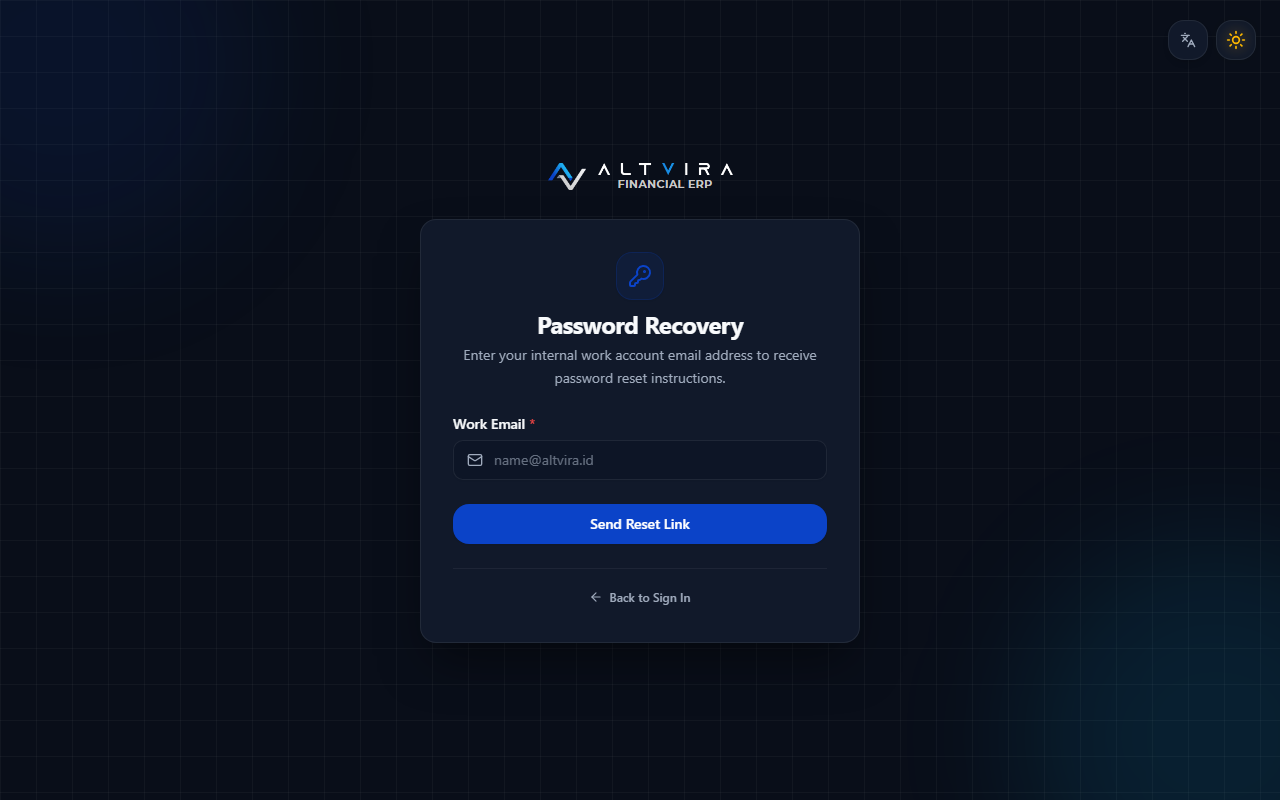 ALTVIRA
FINANCIAL ERP
Password Recovery
Enter your internal work account email address to receive
password reset instructions.
Work Email *
name@altvira.id
Send Reset Link
Back to Sign In